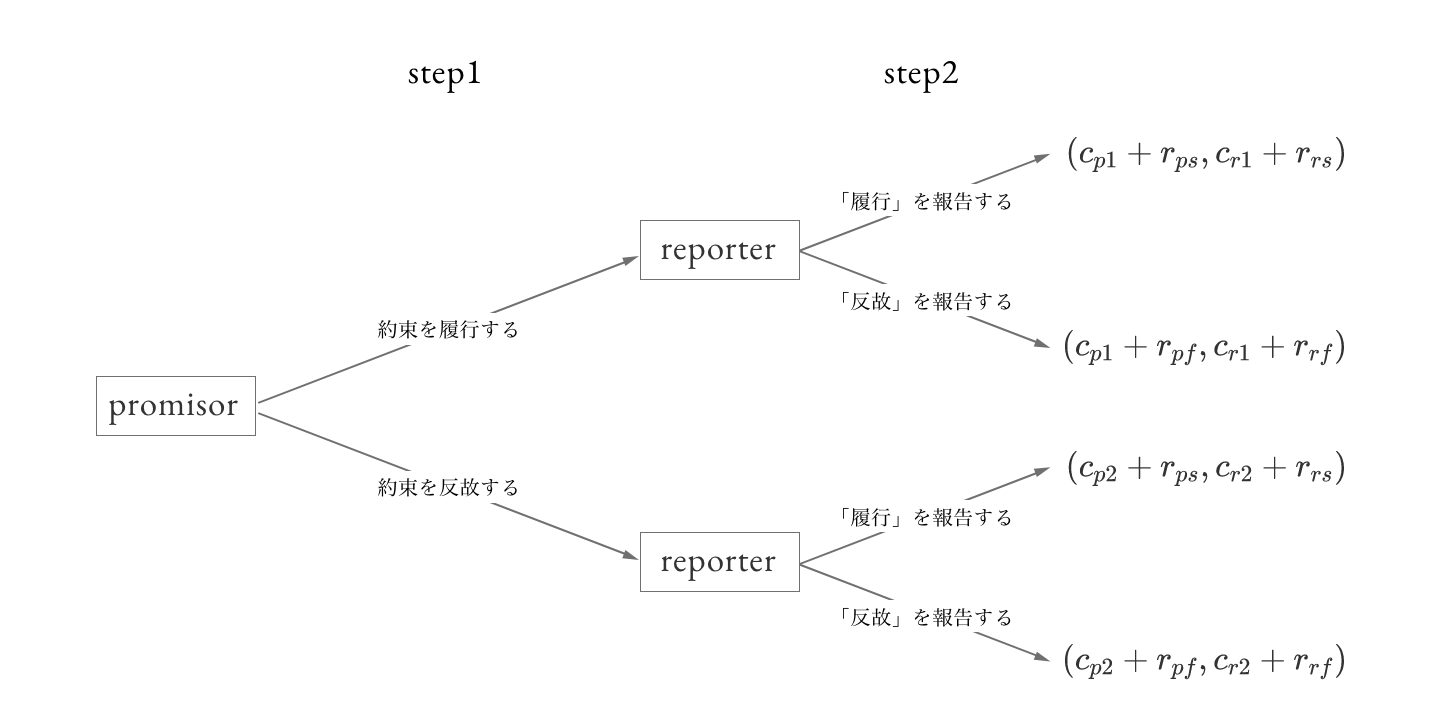 step1 step2
(c_{p1} + r_{ps}, c_{r1} + r_{rs})
「履行」を報告する
reporter
「反故」を報告する
約束を履行する
(c_{p1} + r_{pf}, c_{r1} + r_{rf})
promisor
(c_{p2} + r_{ps}, c_{r2} + r_{rs})
約束を反故する
「履行」を報告する
reporter
「反故」を報告する
(c_{p2} + r_{pf}, c_{r2} + r_{rf})